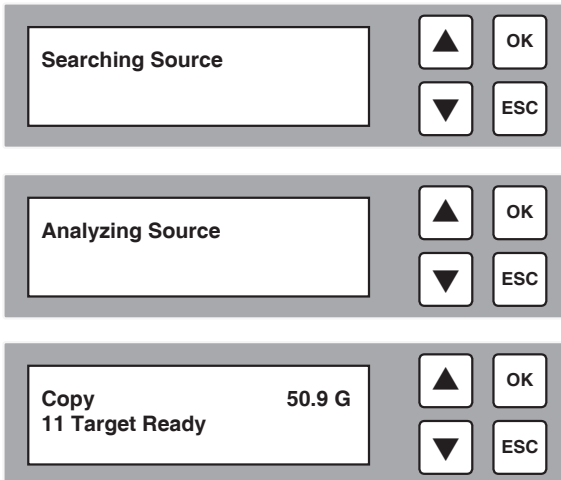 Searching Source
OK
ESC
Analyzing Source
OK
ESC
Copy 50.9 G
11 Target Ready
OK
ESC